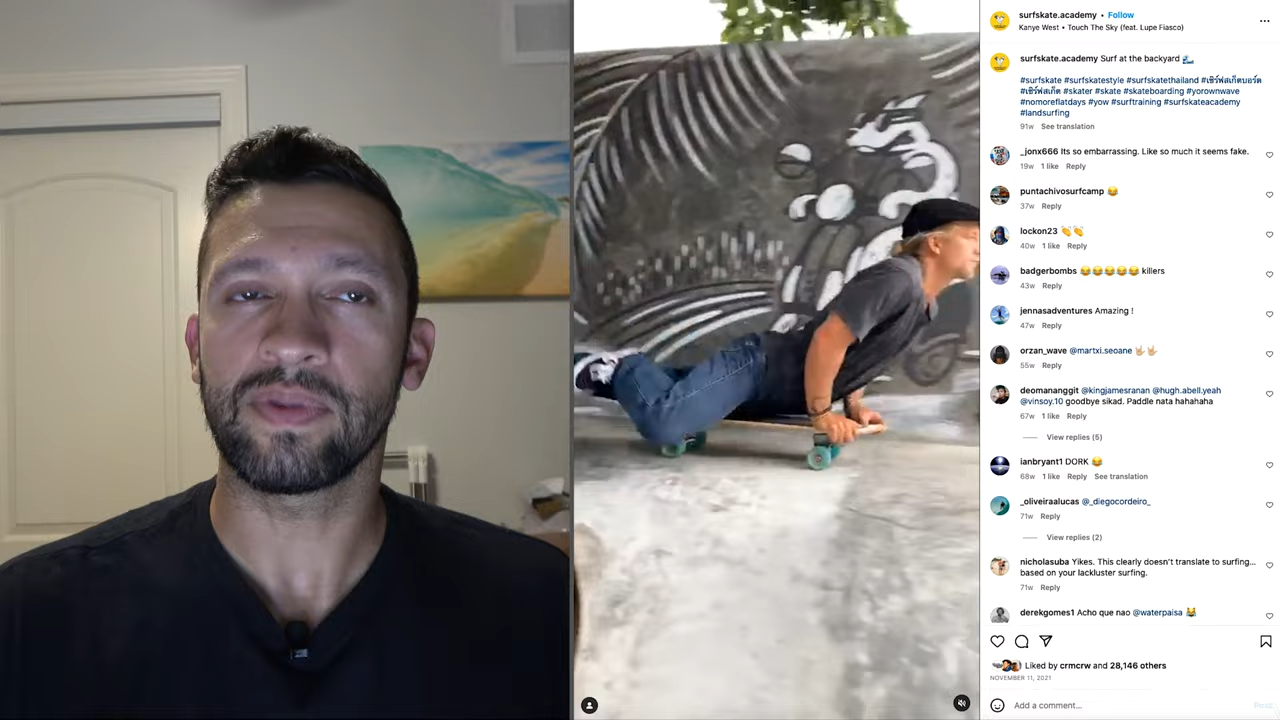 surfskate.academy • Follow
Kanye West • Touch The Sky (feat. Lupe Fiasco)
surfskate.academy Surf at the backyard 🌊
#surfskate #surfskatestyle #surfskatethailand #เซิร์ฟสเก็ตบอร์ด
#เซิร์ฟสเก็ต #skater #skate #skateboarding #yorownwave
#nomoreflatdays #yow #surftraining #surfskateacademy
#landsurfing
91w See translation
_jonx666 Its so embarrassing. Like so much it seems fake.
19w 1 like Reply
puntachivosurfcamp 😂
37w Reply
lockon23 👏👏
40w 1 like Reply
badgerbombs 😂😂😂😂😂 killers
43w Reply
jennasadventures Amazing !
47w Reply
orzan_wave @martxi.seoane 🤟🏼🤟🏼
55w Reply
deomananggit @kingjamesranan @hugh.abell.yeah
@vinsoy.10 goodbye sikad. Paddle nata hahahaha
67w 1 like Reply
View replies (5)
ianbryant1 DORK 😂
68w 1 like Reply See translation
_oliveiraalucas @_diegocordeiro_
71w Reply
View replies (2)
nicholasuba Yikes. This clearly doesn't translate to surfing...
based on your lackluster surfing.
71w Reply
derekgomes1 Acho que nao @waterpaisa 😹
Liked by crmcrw and 28,146 others
NOVEMBER 11, 2021
Add a comment...
Post